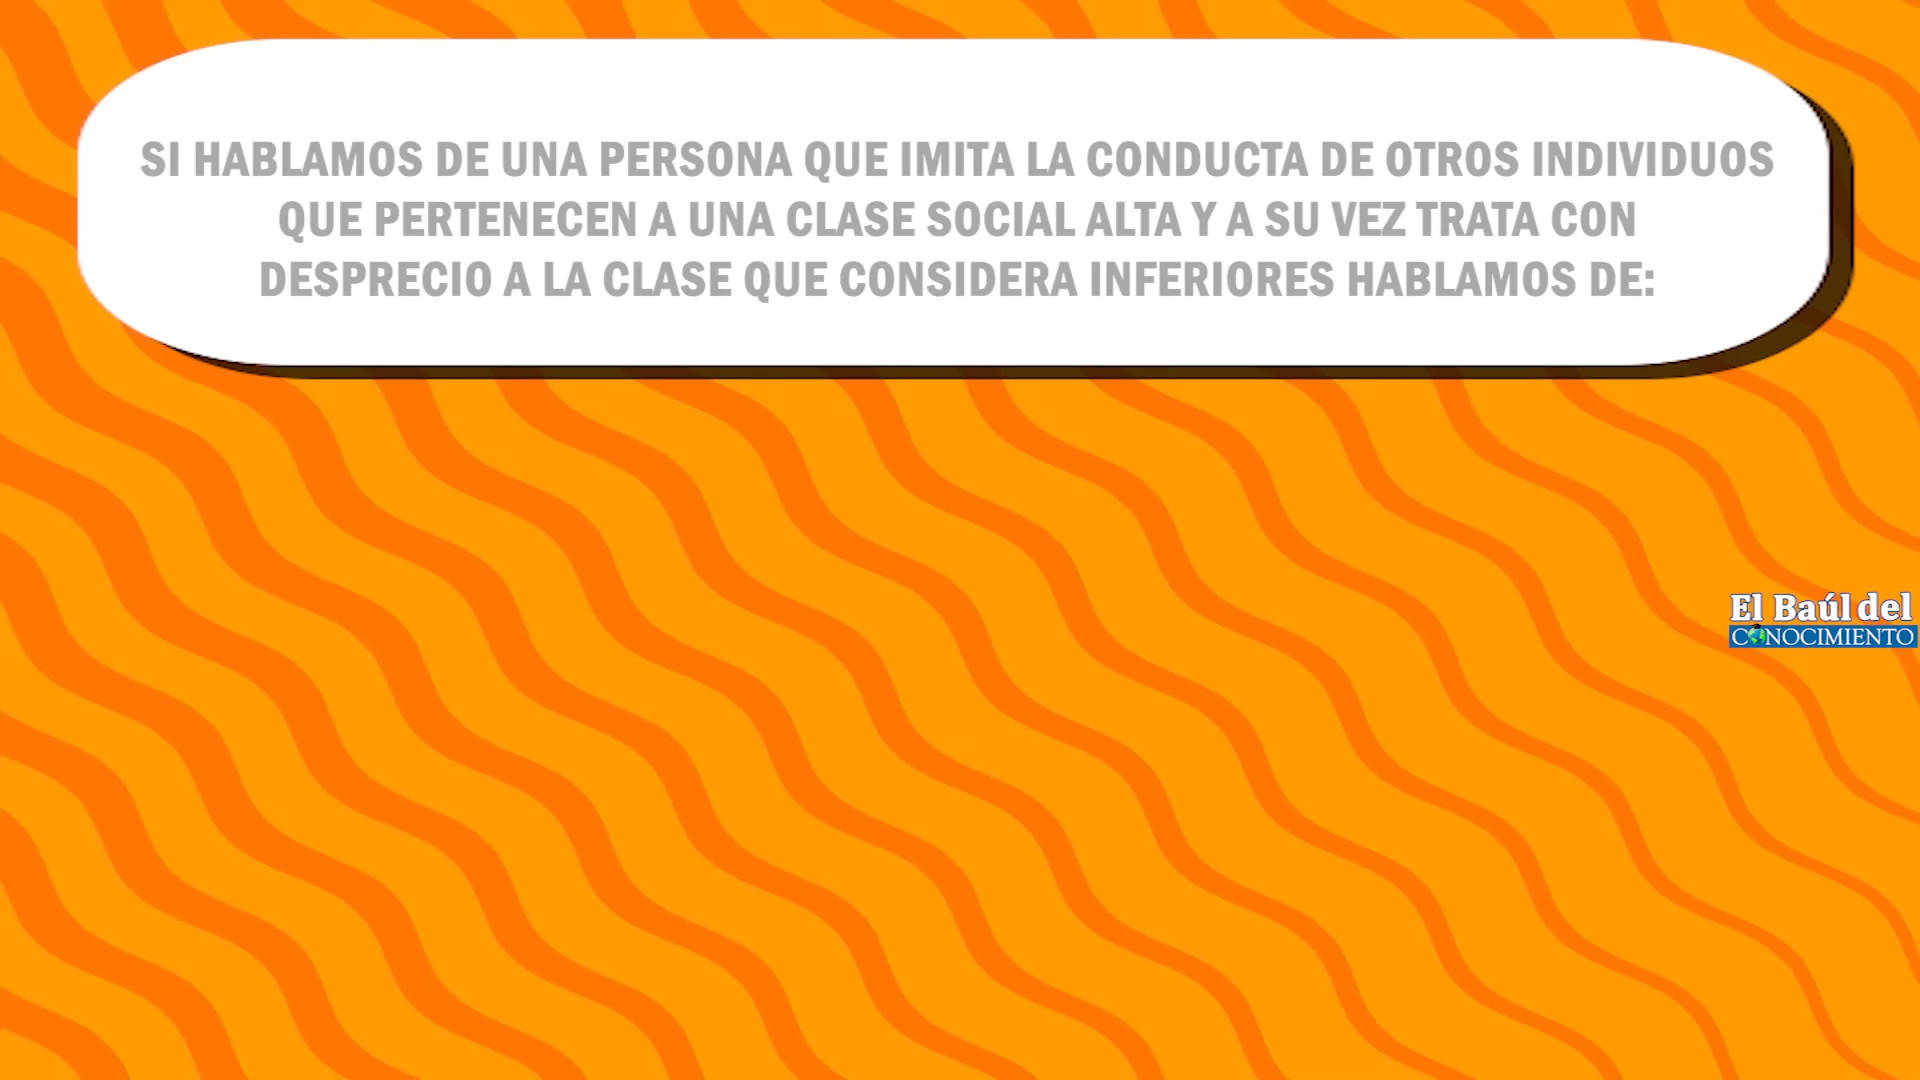 SI HABLAMOS DE UNA PERSONA QUE IMITA LA CONDUCTA DE OTROS INDIVIDUOS
QUE PERTENECEN A UNA CLASE SOCIAL ALTA Y A SU VEZ TRATA CON
DESPRECIO A LA CLASE QUE CONSIDERA INFERIORES HABLAMOS DE:
El Baúl del
CONOCIMIENTO